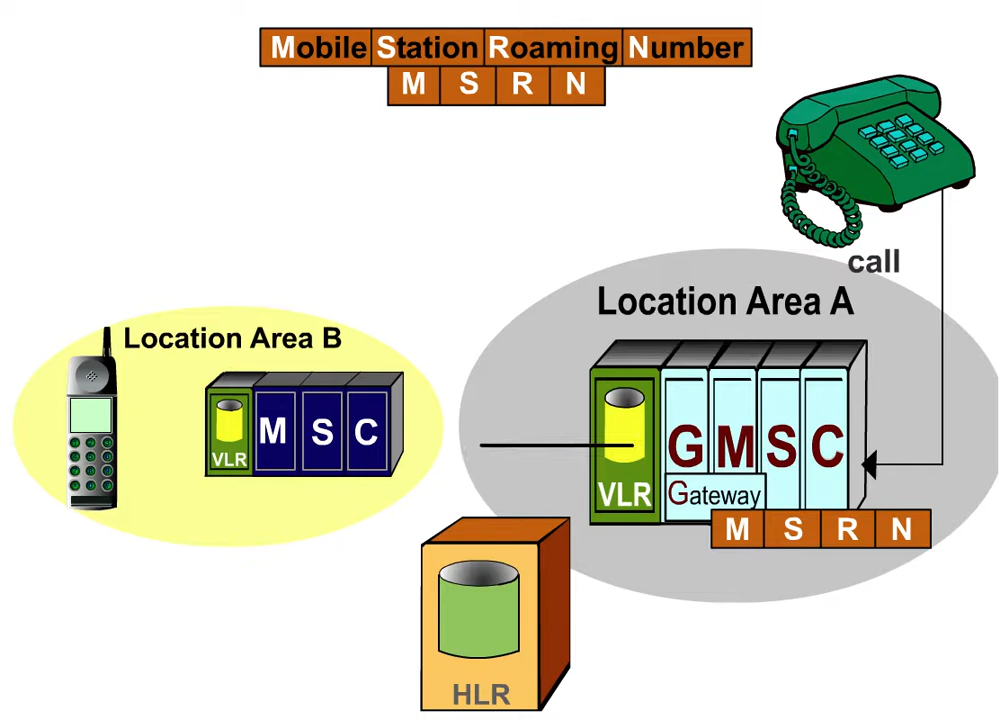 Mobile Station Roaming Number
M S R N
call
Location Area A
Location Area B
VLR
M S C
VLR
G M S C
Gateway
M S R N
HLR